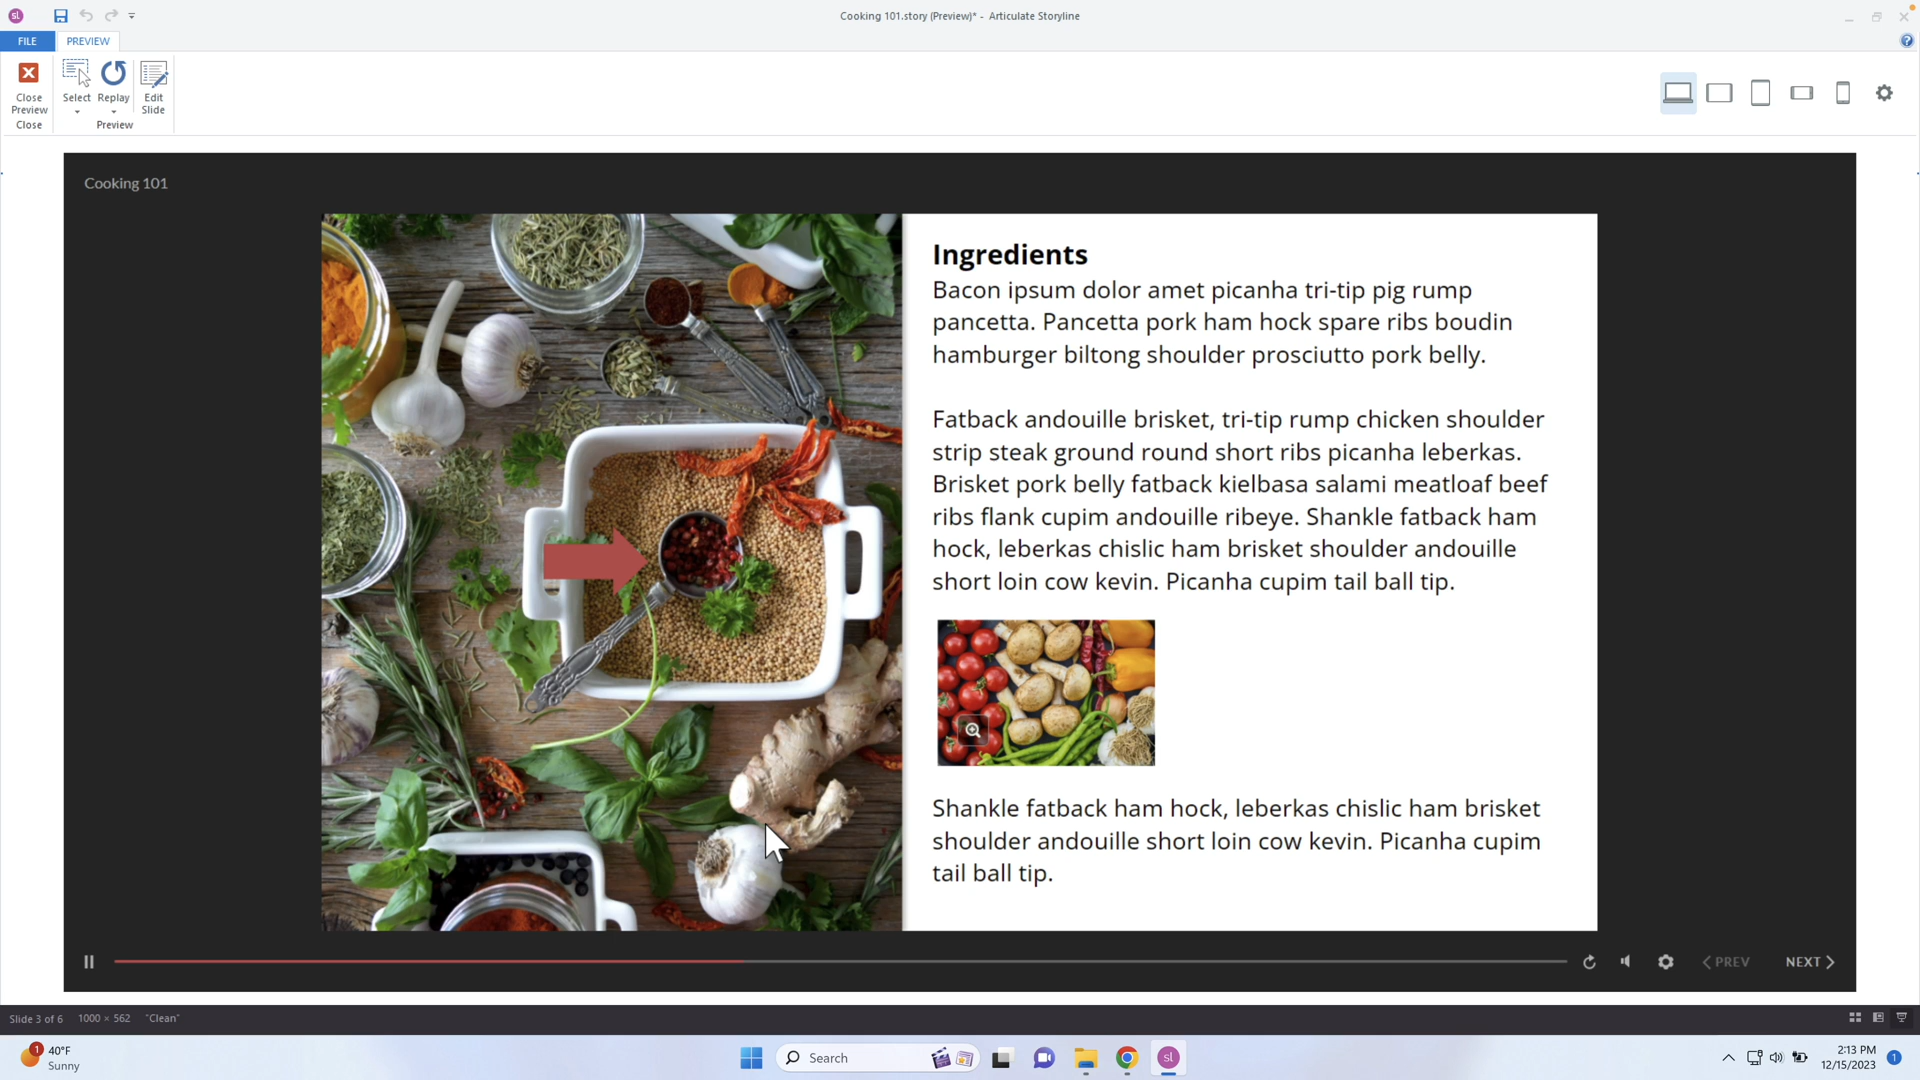 sl
Cooking 101.story (Preview)* - Articulate Storyline
FILE
PREVIEW
?
Close
Preview
Select
Replay
Edit
Slide
Close
Preview
Cooking 101
Ingredients
Bacon ipsum dolor amet picanha tri-tip pig rump
pancetta. Pancetta pork ham hock spare ribs boudin
hamburger biltong shoulder prosciutto pork belly.
Fatback andouille brisket, tri-tip rump chicken shoulder
strip steak ground round short ribs picanha leberkas.
Brisket pork belly fatback kielbasa salami meatloaf beef
ribs flank cupim andouille ribeye. Shankle fatback ham
hock, leberkas chislic ham brisket shoulder andouille
short loin cow kevin. Picanha cupim tail ball tip.
Shankle fatback ham hock, leberkas chislic ham brisket
shoulder andouille short loin cow kevin. Picanha cupim
tail ball tip.
PREV
NEXT
Slide 3 of 6
1000 × 562
"Clean"
1
40°F
Sunny
Search
sl
2:13 PM
12/15/2023
1